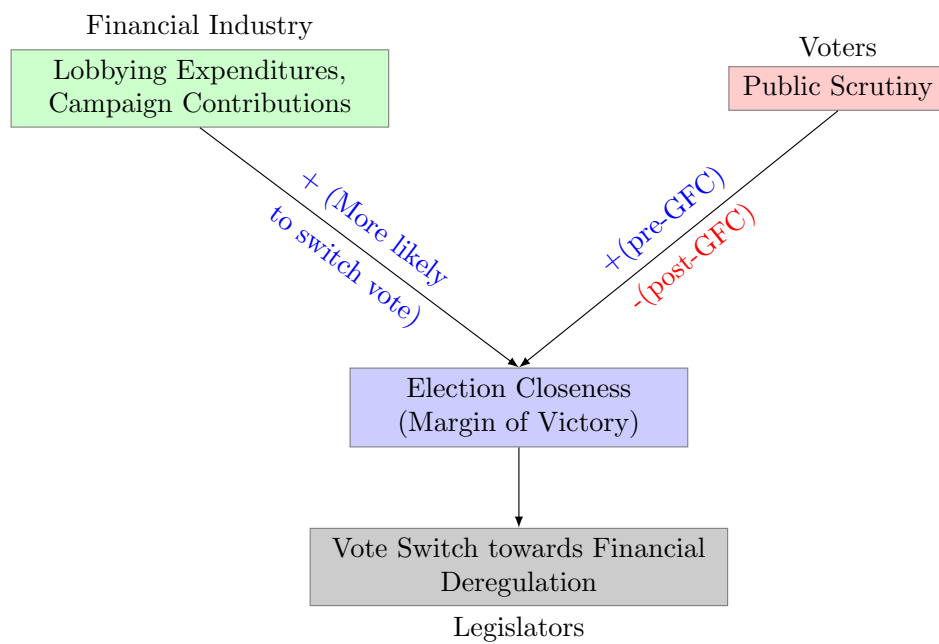 Financial Industry
Lobbying Expenditures,
Campaign Contributions
Voters
Public Scrutiny
+ (More likely
to switch vote)
+(pre-GFC)
-(post-GFC)
Election Closeness
(Margin of Victory)
Vote Switch towards Financial
Deregulation
Legislators